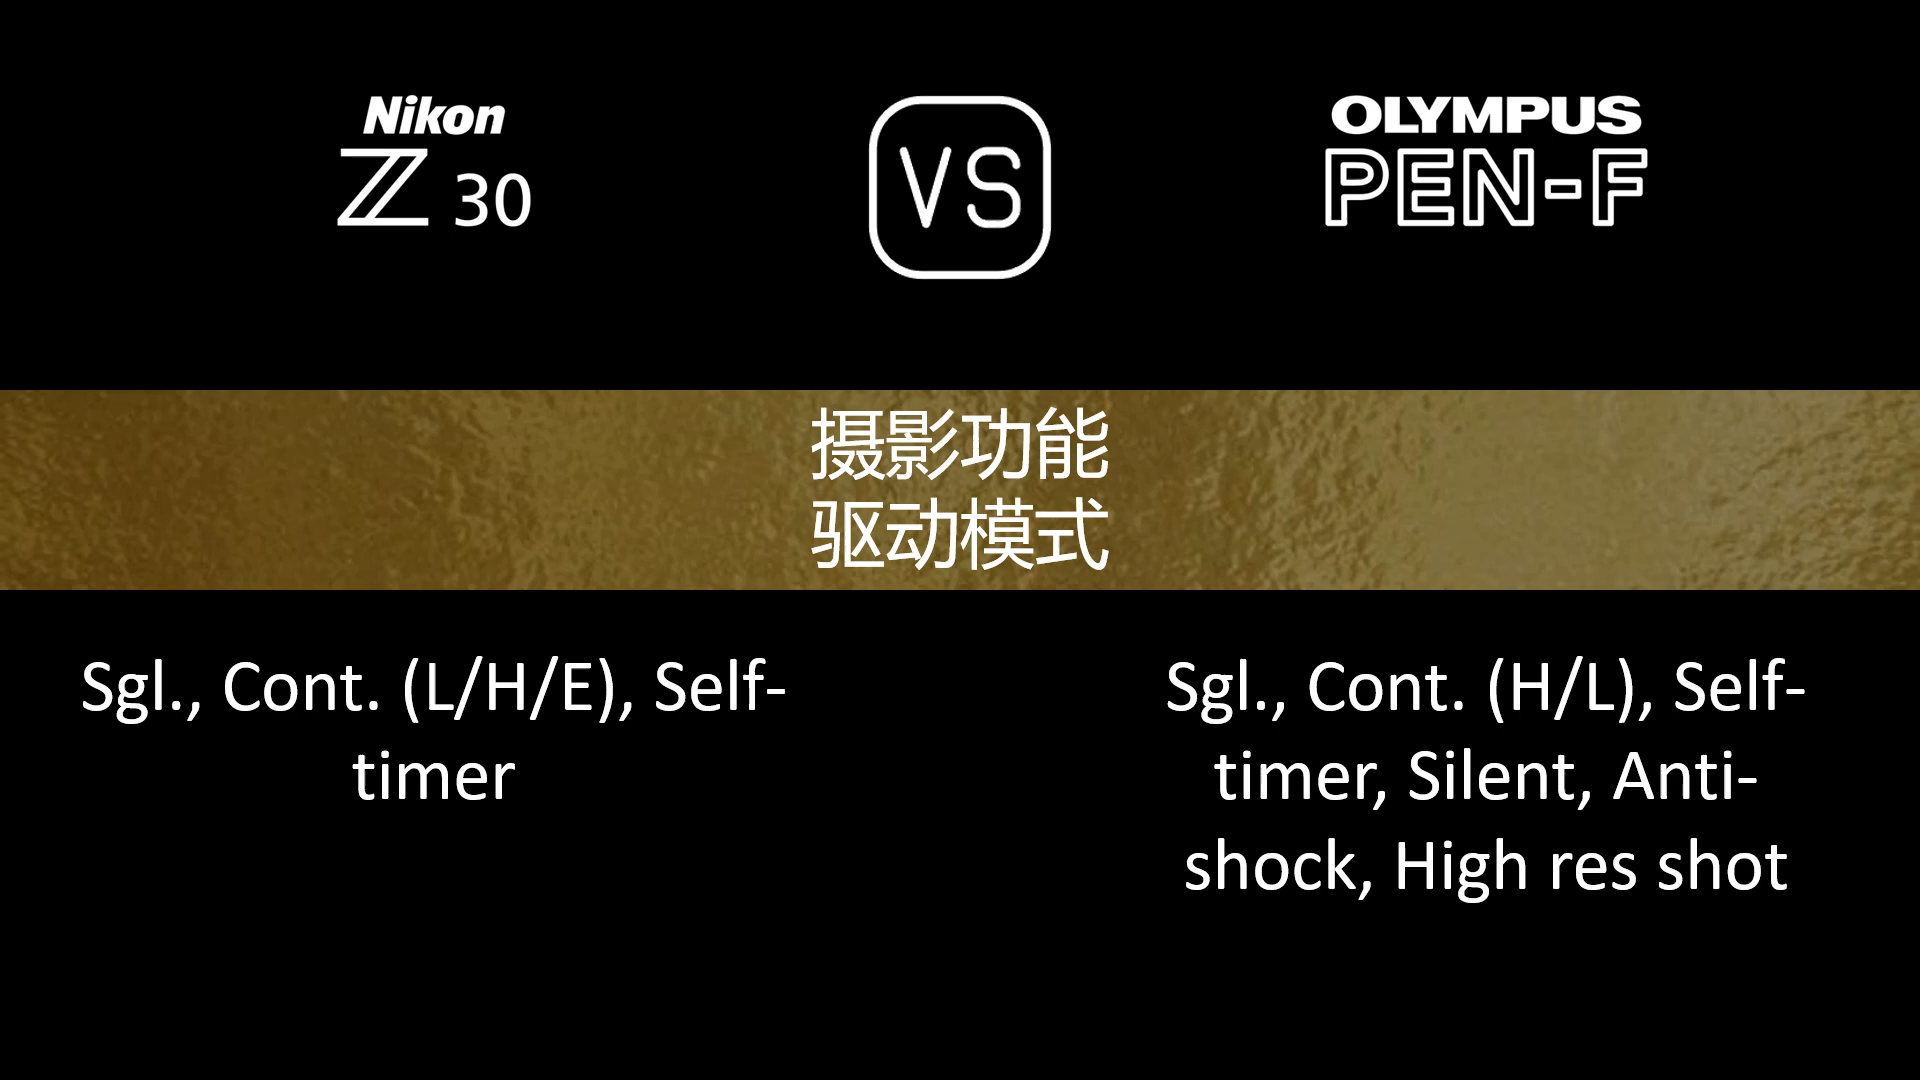 Nikon
Z 30
VS
OLYMPUS
PEN-F
摄影功能
驱动模式
Sgl., Cont. (L/H/E), Self-
timer
Sgl., Cont. (H/L), Self-
timer, Silent, Anti-
shock, High res shot